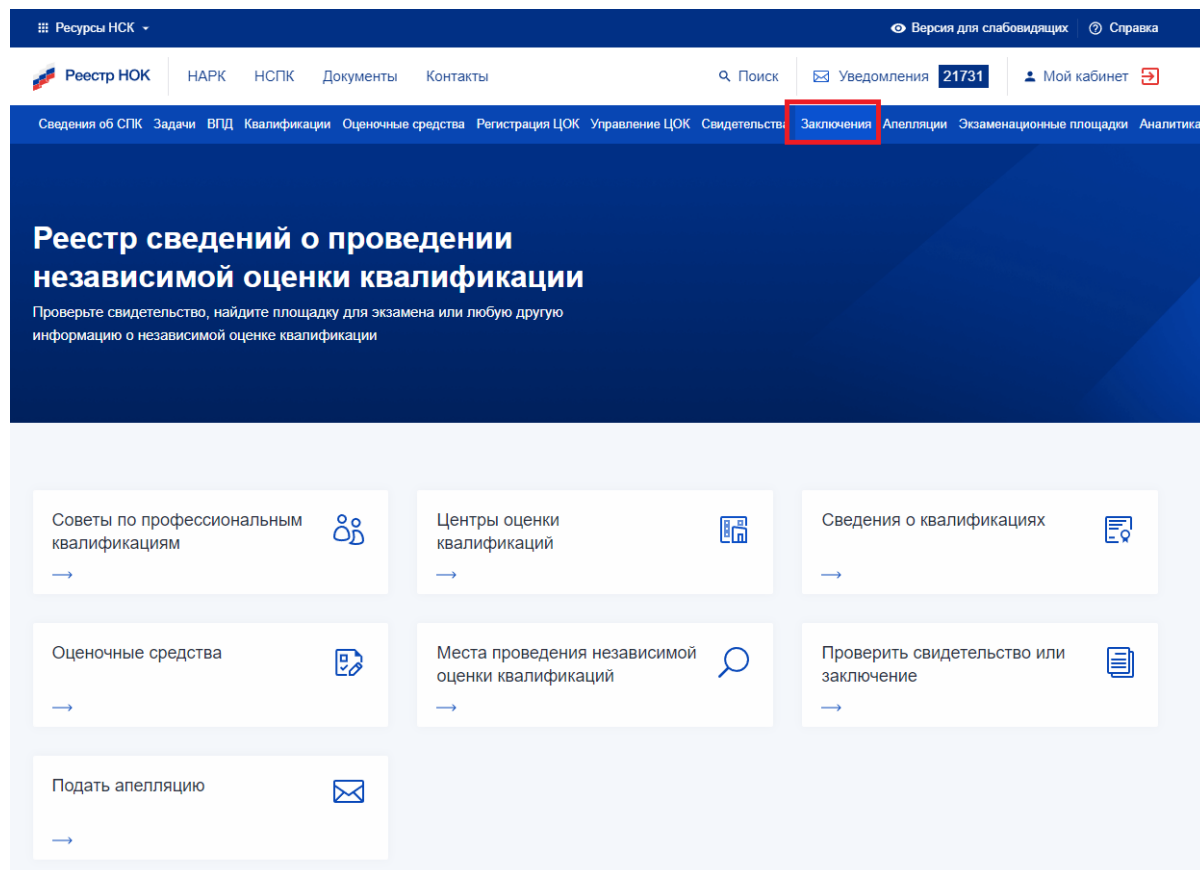 Ресурсы НСК Версия для слабовидящих Справка
Реестр НОК НАРК НСПК Документы Контакты Поиск Уведомления 21731 Мой кабинет
Сведения об СПК Задачи ВПД Квалификации Оценочные средства Регистрация ЦОК Управление ЦОК Свидетельства Заключения Апелляции Экзаменационные площадки Аналитика
Реестр сведений о проведении
независимой оценки квалификации
Проверьте свидетельство, найдите площадку для экзамена или любую другую
информацию о независимой оценке квалификации
Советы по профессиональным
квалификациям
Центры оценки
квалификаций
Сведения о квалификациях
Оценочные средства
Места проведения независимой
оценки квалификаций
Проверить свидетельство или
заключение
Подать апелляцию